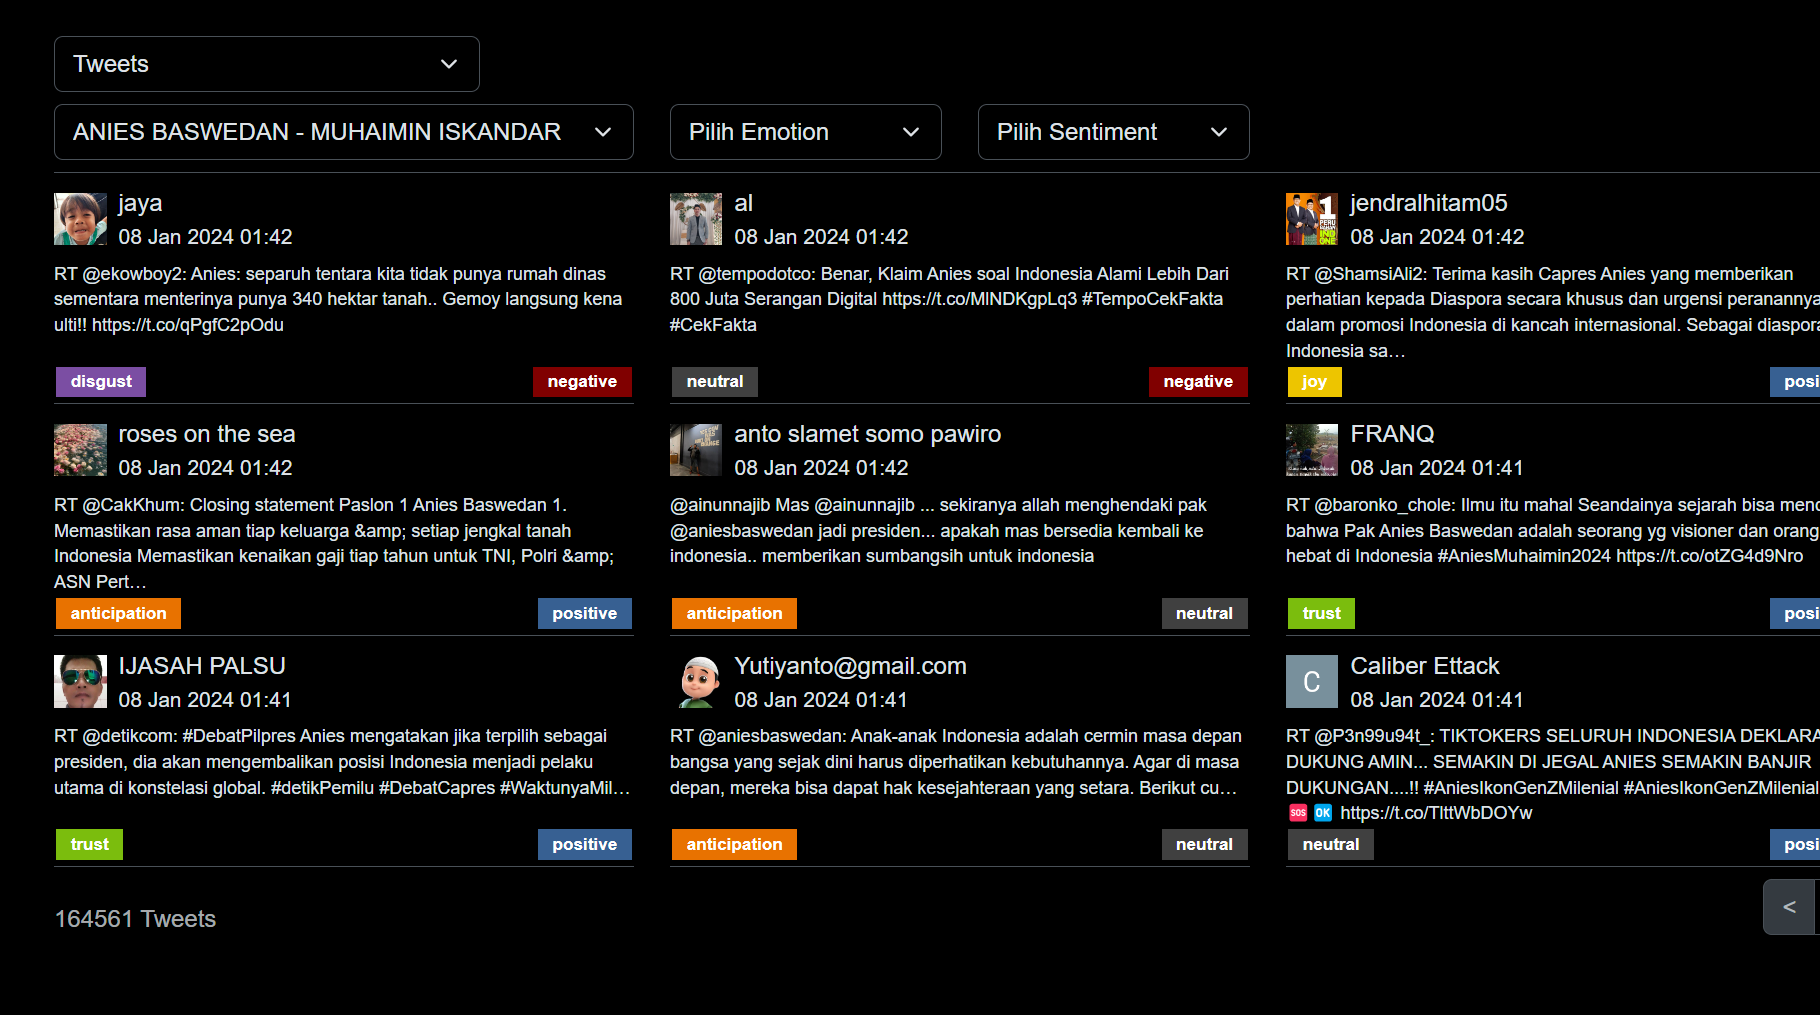 Tweets
ANIES BASWEDAN - MUHAIMIN ISKANDAR
Pilih Emotion
Pilih Sentiment
jaya
08 Jan 2024 01:42
RT @ekowboy2: Anies: separuh tentara kita tidak punya rumah dinas
sementara menterinya punya 340 hektar tanah.. Gemoy langsung kena
ulti!! https://t.co/qPgfC2pOdu
disgust
negative
al
08 Jan 2024 01:42
RT @tempodotco: Benar, Klaim Anies soal Indonesia Alami Lebih Dari
800 Juta Serangan Digital https://t.co/MlNDKgpLq3 #TempoCekFakta
#CekFakta
neutral
negative
jendralhitam05
08 Jan 2024 01:42
RT @ShamsiAli2: Terima kasih Capres Anies yang memberikan
perhatian kepada Diaspora secara khusus dan urgensi peranannya
dalam promosi Indonesia di kancah internasional. Sebagai diaspora
Indonesia sa…
joy
posi
roses on the sea
08 Jan 2024 01:42
RT @CakKhum: Closing statement Paslon 1 Anies Baswedan 1.
Memastikan rasa aman tiap keluarga &amp; setiap jengkal tanah
Indonesia Memastikan kenaikan gaji tiap tahun untuk TNI, Polri &amp;
ASN Pert…
anticipation
positive
anto slamet somo pawiro
08 Jan 2024 01:42
@ainunnajib Mas @ainunnajib ... sekiranya allah menghendaki pak
@aniesbaswedan jadi presiden... apakah mas bersedia kembali ke
indonesia.. memberikan sumbangsih untuk indonesia
anticipation
neutral
FRANQ
08 Jan 2024 01:41
RT @baronko_chole: Ilmu itu mahal Seandainya sejarah bisa menc
bahwa Pak Anies Baswedan adalah seorang yg visioner dan orang
hebat di Indonesia #AniesMuhaimin2024 https://t.co/otZG4d9Nro
trust
posi
IJASAH PALSU
08 Jan 2024 01:41
RT @detikcom: #DebatPilpres Anies mengatakan jika terpilih sebagai
presiden, dia akan mengembalikan posisi Indonesia menjadi pelaku
utama di konstelasi global. #detikPemilu #DebatCapres #WaktunyaMil…
trust
positive
Yutiyanto@gmail.com
08 Jan 2024 01:41
RT @aniesbaswedan: Anak-anak Indonesia adalah cermin masa depan
bangsa yang sejak dini harus diperhatikan kebutuhannya. Agar di masa
depan, mereka bisa dapat hak kesejahteraan yang setara. Berikut cu…
anticipation
neutral
C
Caliber Ettack
08 Jan 2024 01:41
RT @P3n99u94t_: TIKTOKERS SELURUH INDONESIA DEKLARA
DUKUNG AMIN... SEMAKIN DI JEGAL ANIES SEMAKIN BANJIR
DUKUNGAN....!! #AniesIkonGenZMilenial #AniesIkonGenZMilenial
SOS OK https://t.co/TIttWbDOYw
neutral
posi
164561 Tweets
<